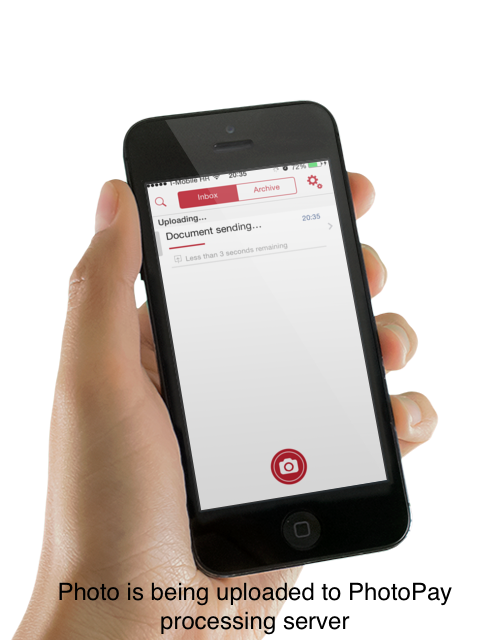 T-Mobile HR 20:35 72%
Inbox Archive
Uploading...
Document sending... 20:35
Less than 3 seconds remaining
Photo is being uploaded to PhotoPay
processing server